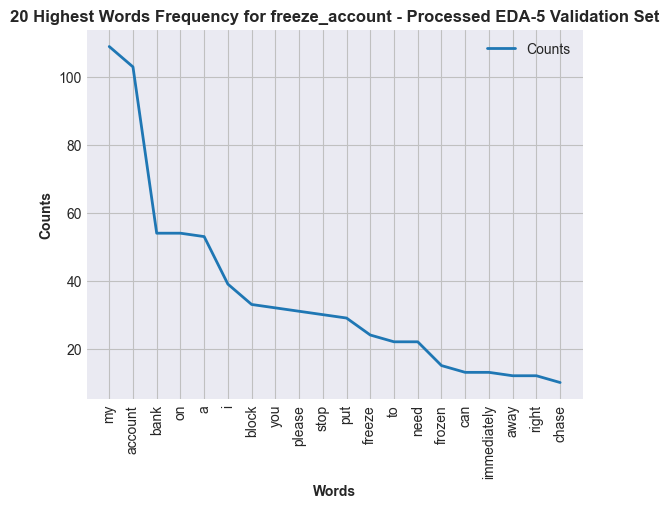 20 Highest Words Frequency for freeze_account - Processed EDA-5 Validation Set
Counts
Counts
100
80
60
40
20
my
account
bank
on
a
i
block
you
please
stop
put
freeze
to
need
frozen
can
immediately
away
right
chase
Words